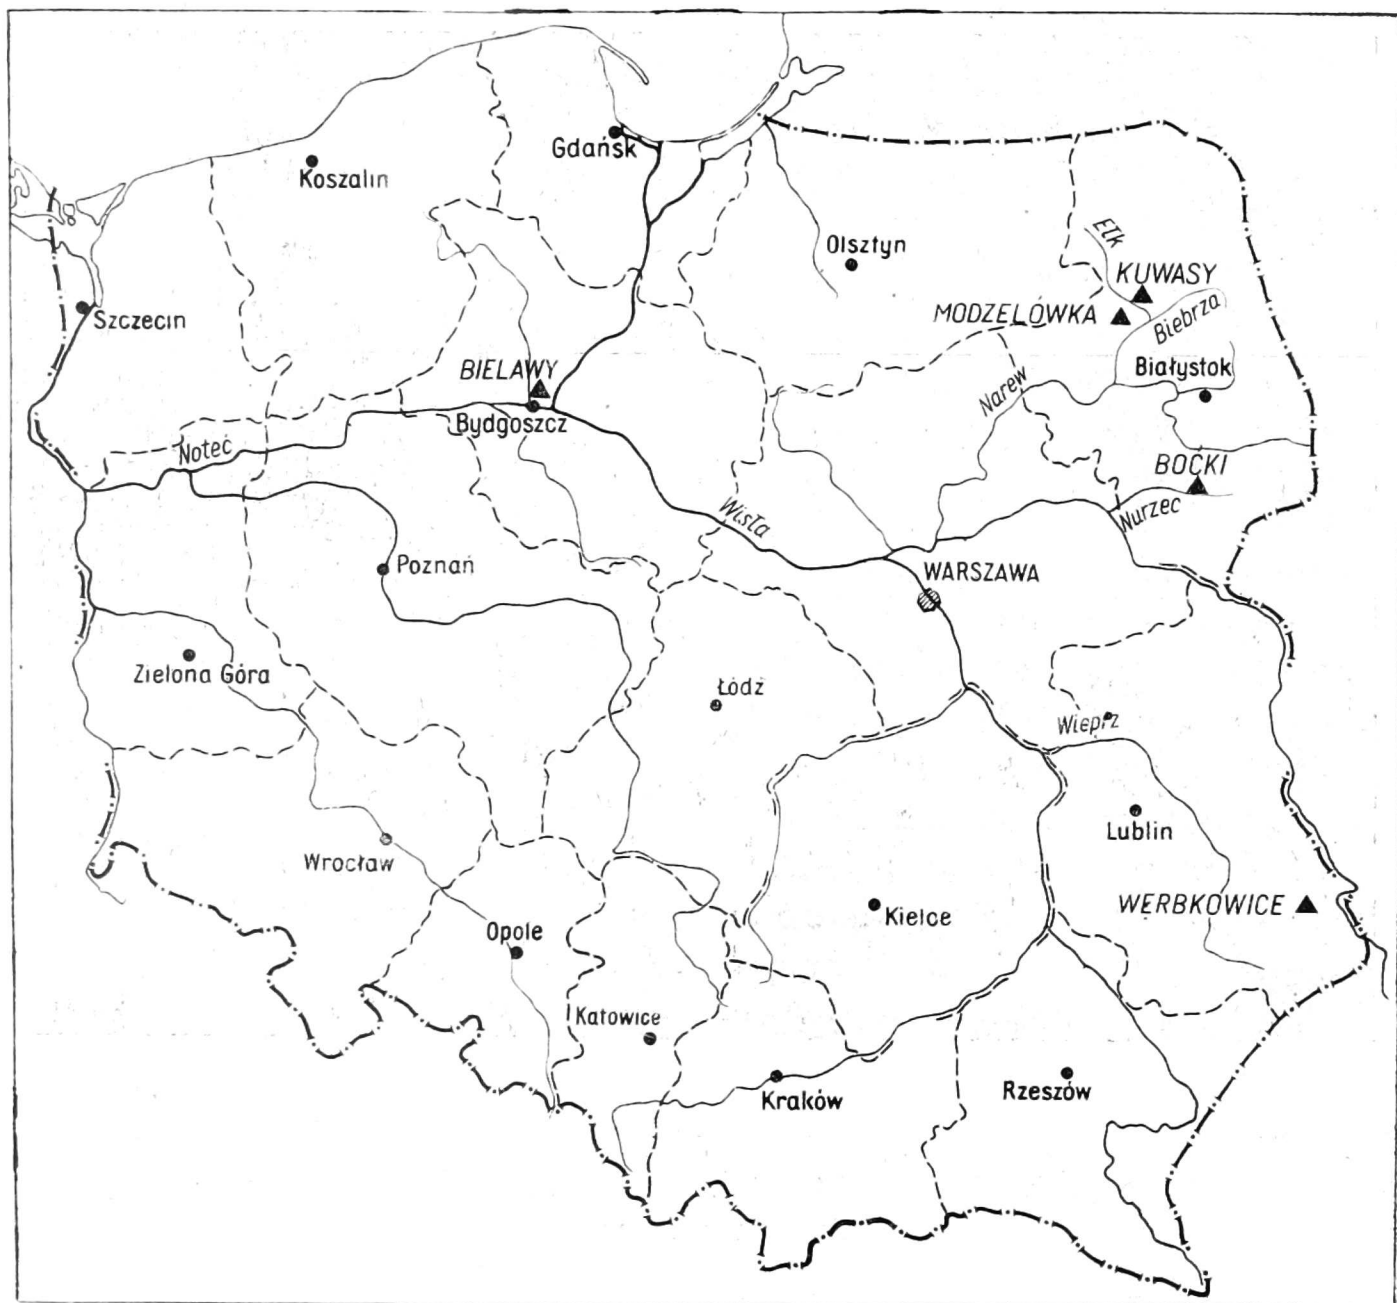 Gdańsk
Koszalin
Olsztyn
Ełk
KUWASY
MODZELÓWKA
Biebrza
Szczecin
BIELAWY
Białystok
Narew
Bydgoszcz
Noteć
BOĆKI
Nurzec
Wisła
Poznań
WARSZAWA
Zielona Góra
Łódź
Wieprz
Lublin
Wrocław
WERBKOWICE
Kielce
Opole
Katowice
Kraków
Rzeszów